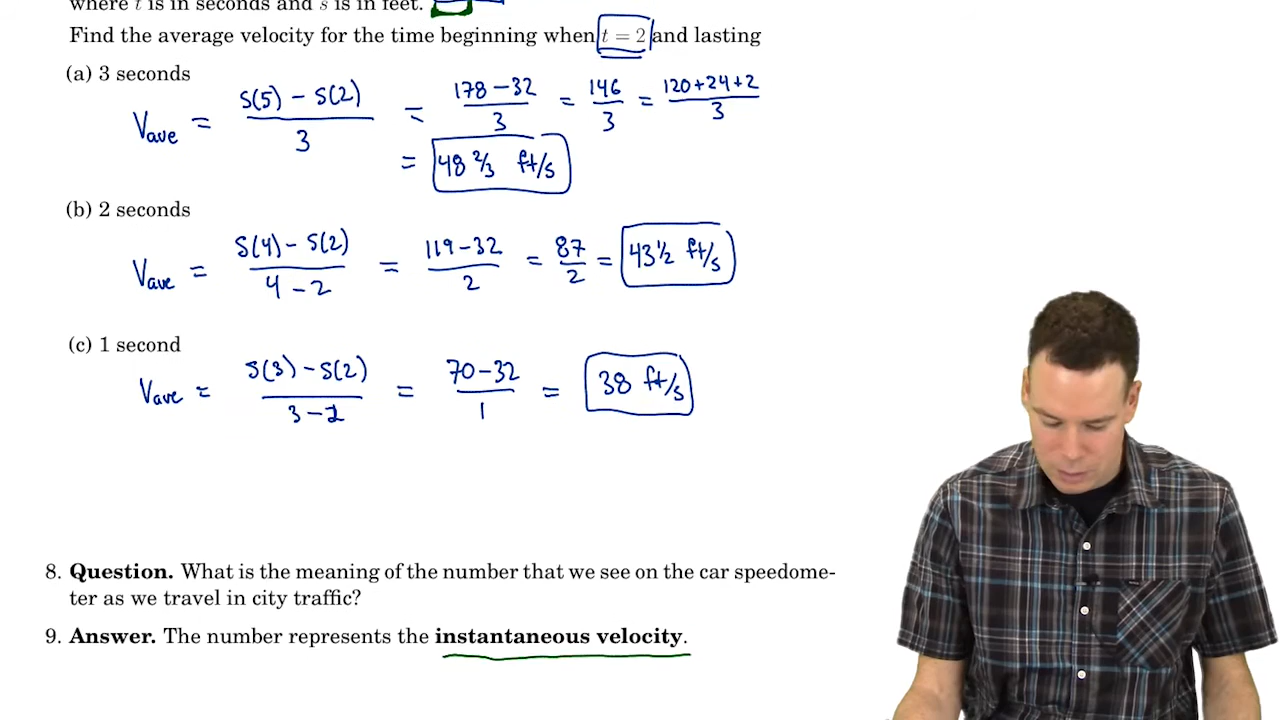 where t is in seconds and s is in feet.
Find the average velocity for the time beginning when t = 2 and lasting
(a) 3 seconds
Vave = (s(5) − s(2))/3 = (178 − 32)/3 = 146/3 = (120+24+2)/3
= 48 2/3 ft/s
(b) 2 seconds
Vave = (s(4) − s(2))/(4 − 2) = (119 − 32)/2 = 87/2 = 43 1/2 ft/s
(c) 1 second
Vave = (s(3) − s(2))/(3 − 2) = (70 − 32)/1 = 38 ft/s
8. Question. What is the meaning of the number that we see on the car speedome-
ter as we travel in city traffic?
9. Answer. The number represents the instantaneous velocity.